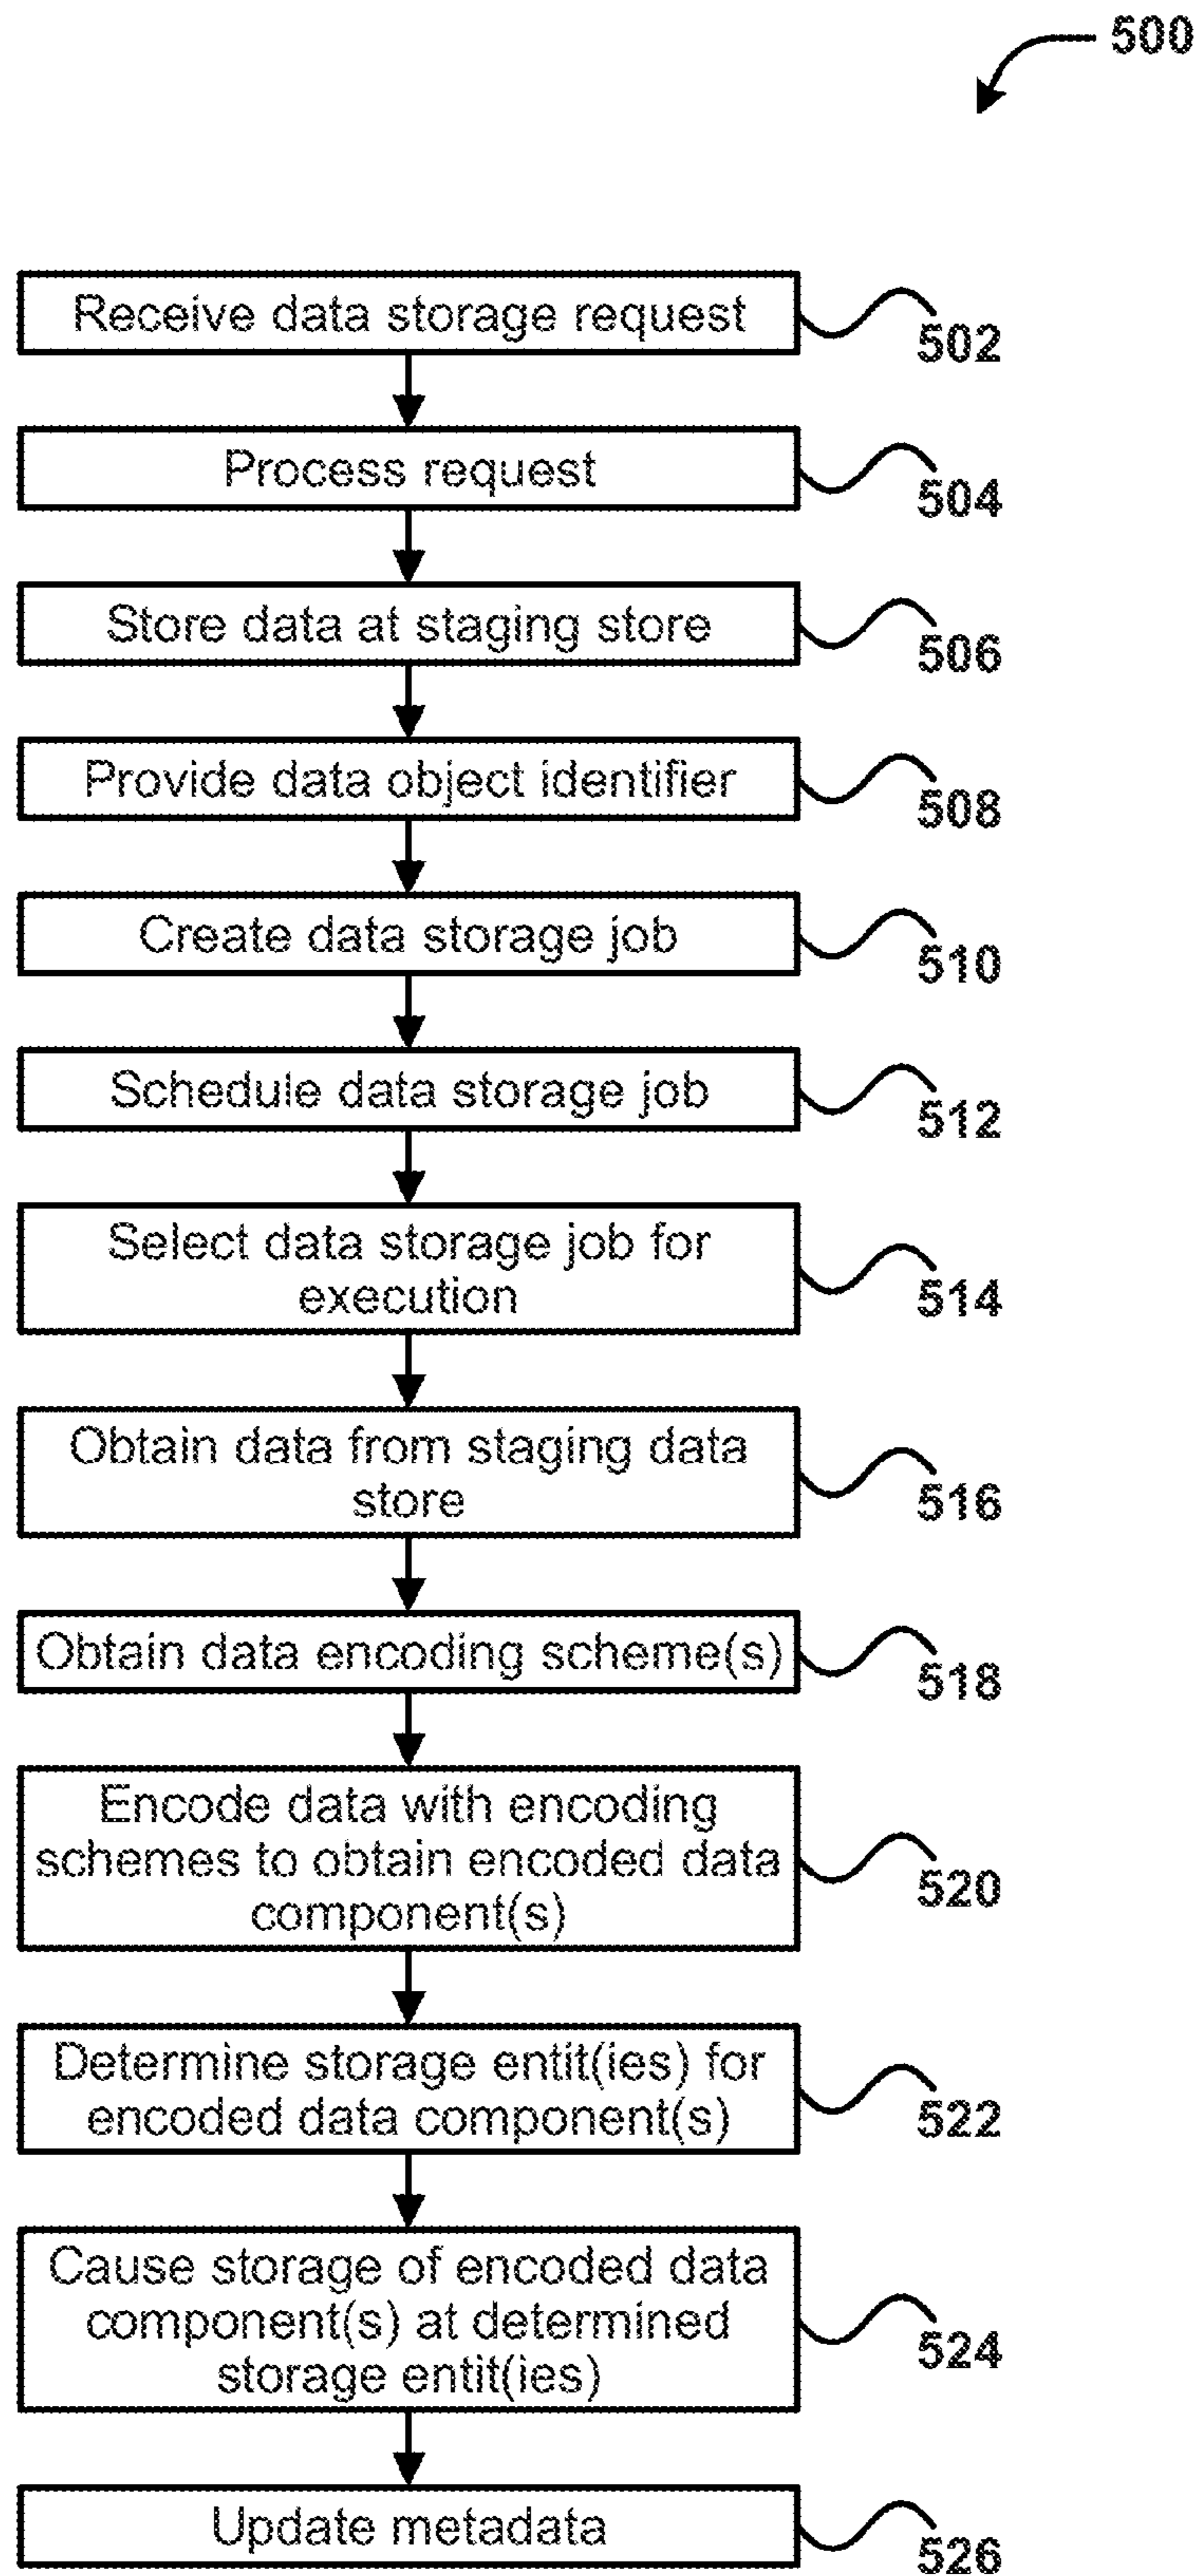 500
Receive data storage request
502
Process request
504
Store data at staging store
506
Provide data object identifier
508
Create data storage job
510
Schedule data storage job
512
Select data storage job for
execution
514
Obtain data from staging data
store
516
Obtain data encoding scheme(s)
518
Encode data with encoding
schemes to obtain encoded data
component(s)
520
Determine storage entit(ies) for
encoded data component(s)
522
Cause storage of encoded data
component(s) at determined
storage entit(ies)
524
Update metadata
526